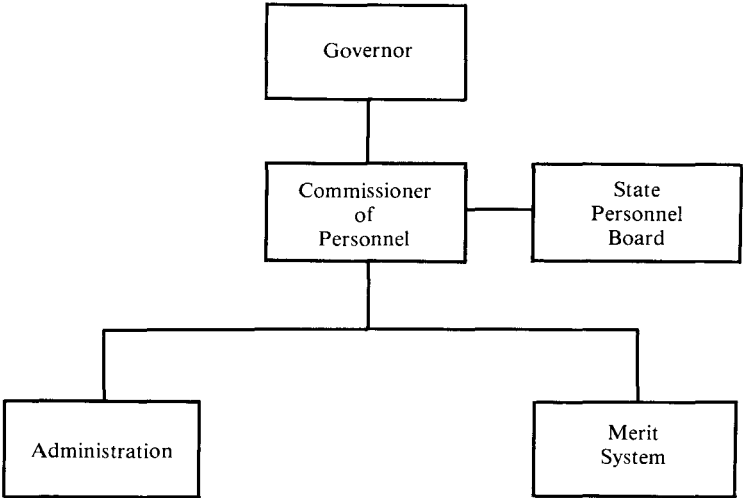 Governor
Commissioner
of
Personnel
State
Personnel
Board
Administration
Merit
System